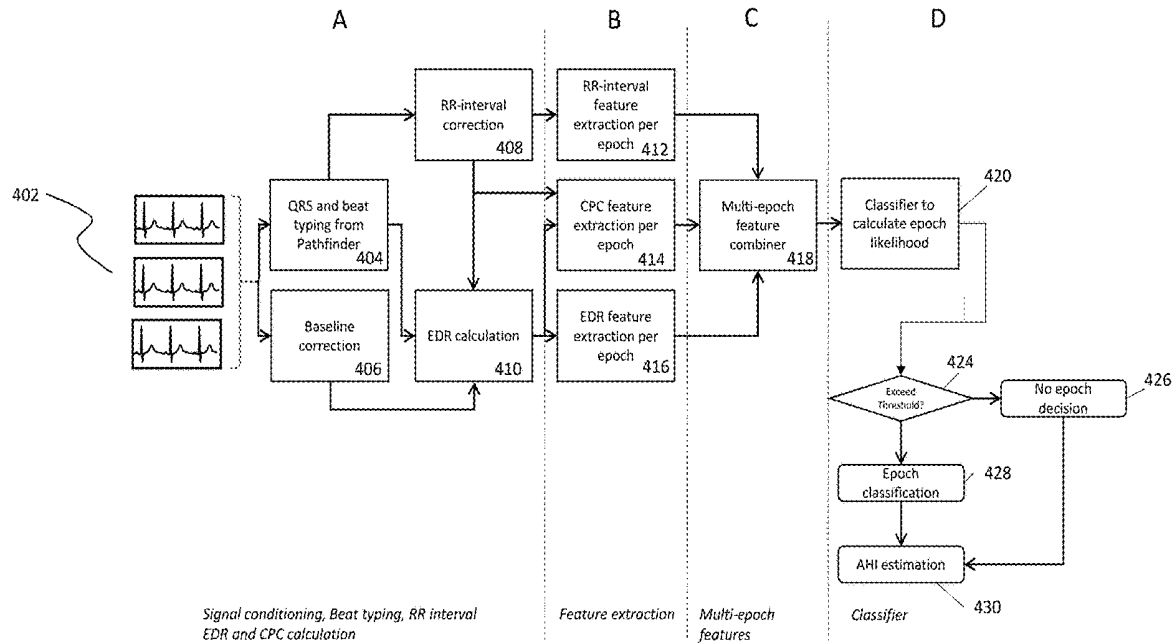 A
B
C
D
402
QRS and beat
typing from
Pathfinder
404
Baseline
correction
406
RR-interval
correction
408
EDR calculation
410
RR-interval
feature
extraction per
epoch
412
CPC feature
extraction per
epoch
414
EDR feature
extraction per
epoch
416
Multi-epoch
feature
combiner
418
Classifier to
calculate epoch
likelihood
420
Exceed
Threshold?
424
No epoch
decision
426
Epoch
classification
428
AHI estimation
430
Signal conditioning, Beat typing, RR interval
EDR and CPC calculation
Feature extraction
Multi-epoch
features
Classifier